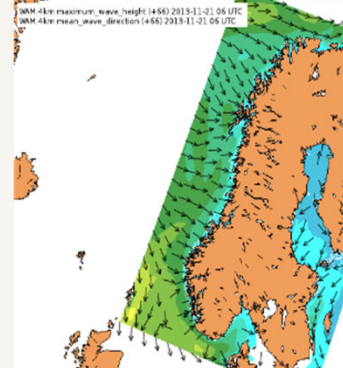 WAM.4km maximum_wave_height (+66) 2013-11-21 06 UTC
WAM.4km mean_wave_direction (+66) 2013-11-21 06 UTC